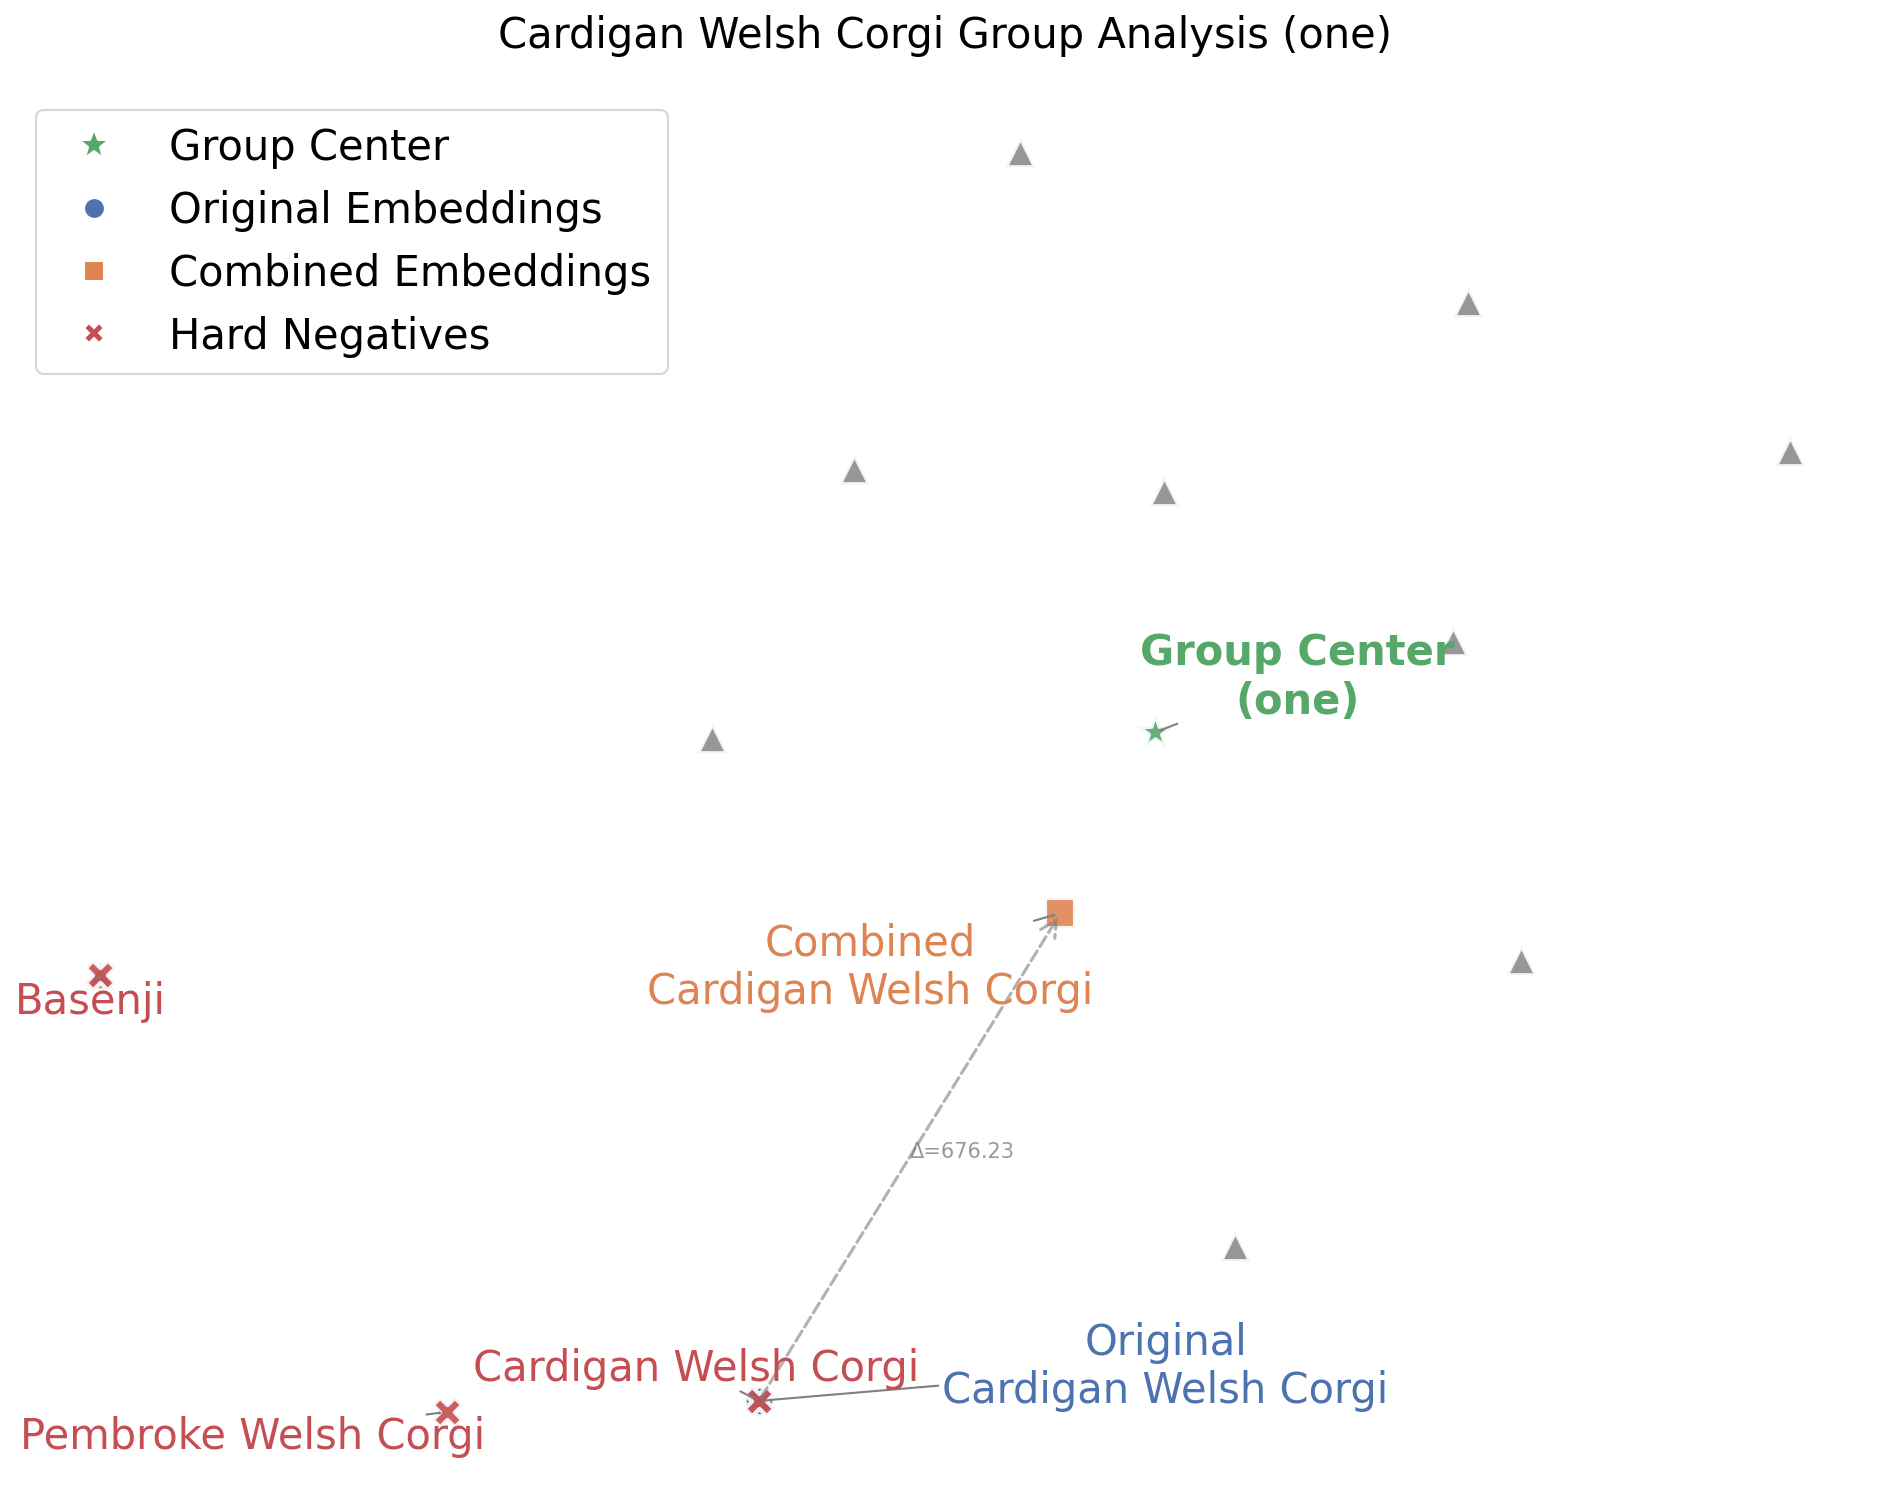 Cardigan Welsh Corgi Group Analysis (one)
Group Center
Original Embeddings
Combined Embeddings
Hard Negatives
Group Center
(one)
Combined
Cardigan Welsh Corgi
Basenji
Δ=676.23
Original
Cardigan Welsh Corgi
Cardigan Welsh Corgi
Pembroke Welsh Corgi